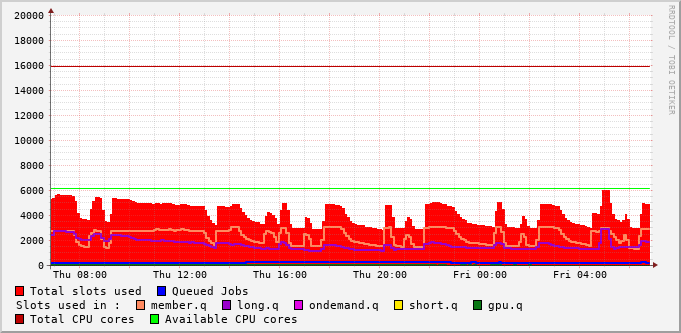 20000
18000
16000
14000
12000
10000
8000
6000
4000
2000
0
Thu 08:00 Thu 12:00 Thu 16:00 Thu 20:00 Fri 00:00 Fri 04:00
RRDTOOL / TOBI OETIKER
Total slots used Queued Jobs
Slots used in : member.q long.q ondemand.q short.q gpu.q
Total CPU cores Available CPU cores